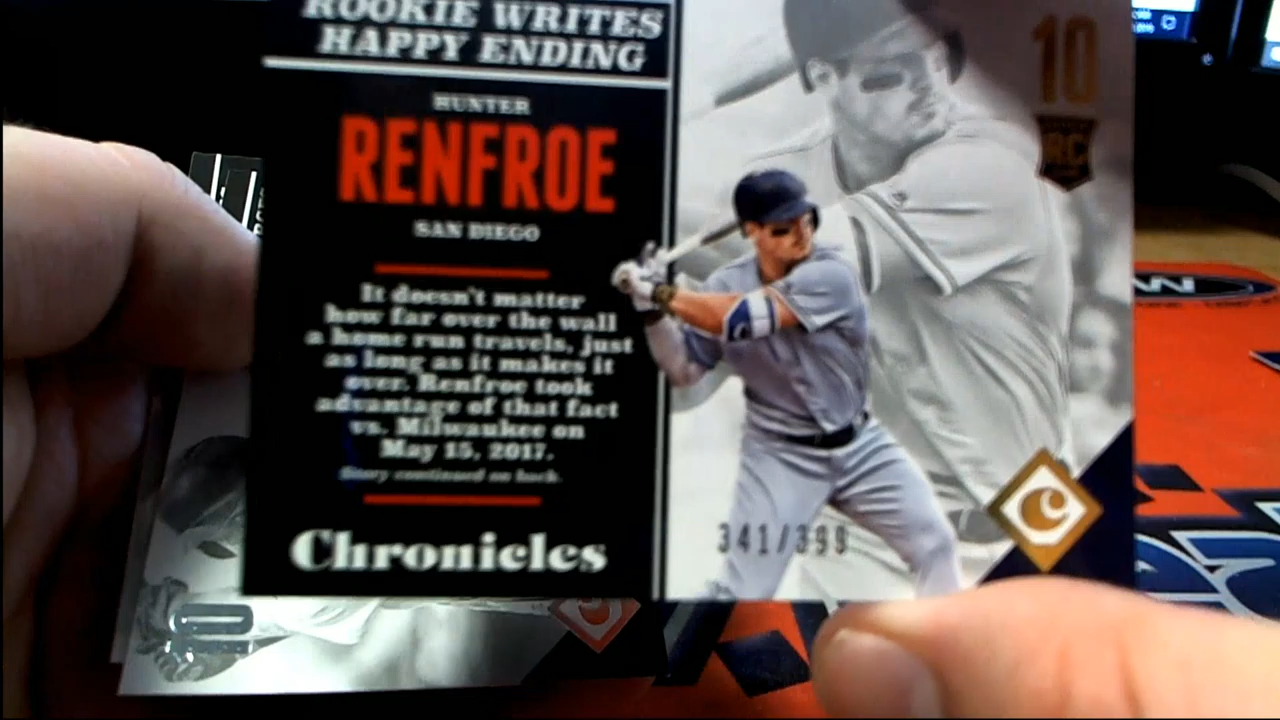 ROOKIE WRITES
HAPPY ENDING
HUNTER
RENFROE
SAN DIEGO
It doesn't matter
how far over the wall
a home run travels, just
as long as it makes it
over. Renfroe took
advantage of that fact
vs. Milwaukee on
May 15, 2017.
Story continued on back.
Chronicles
10
RC
C
341/399